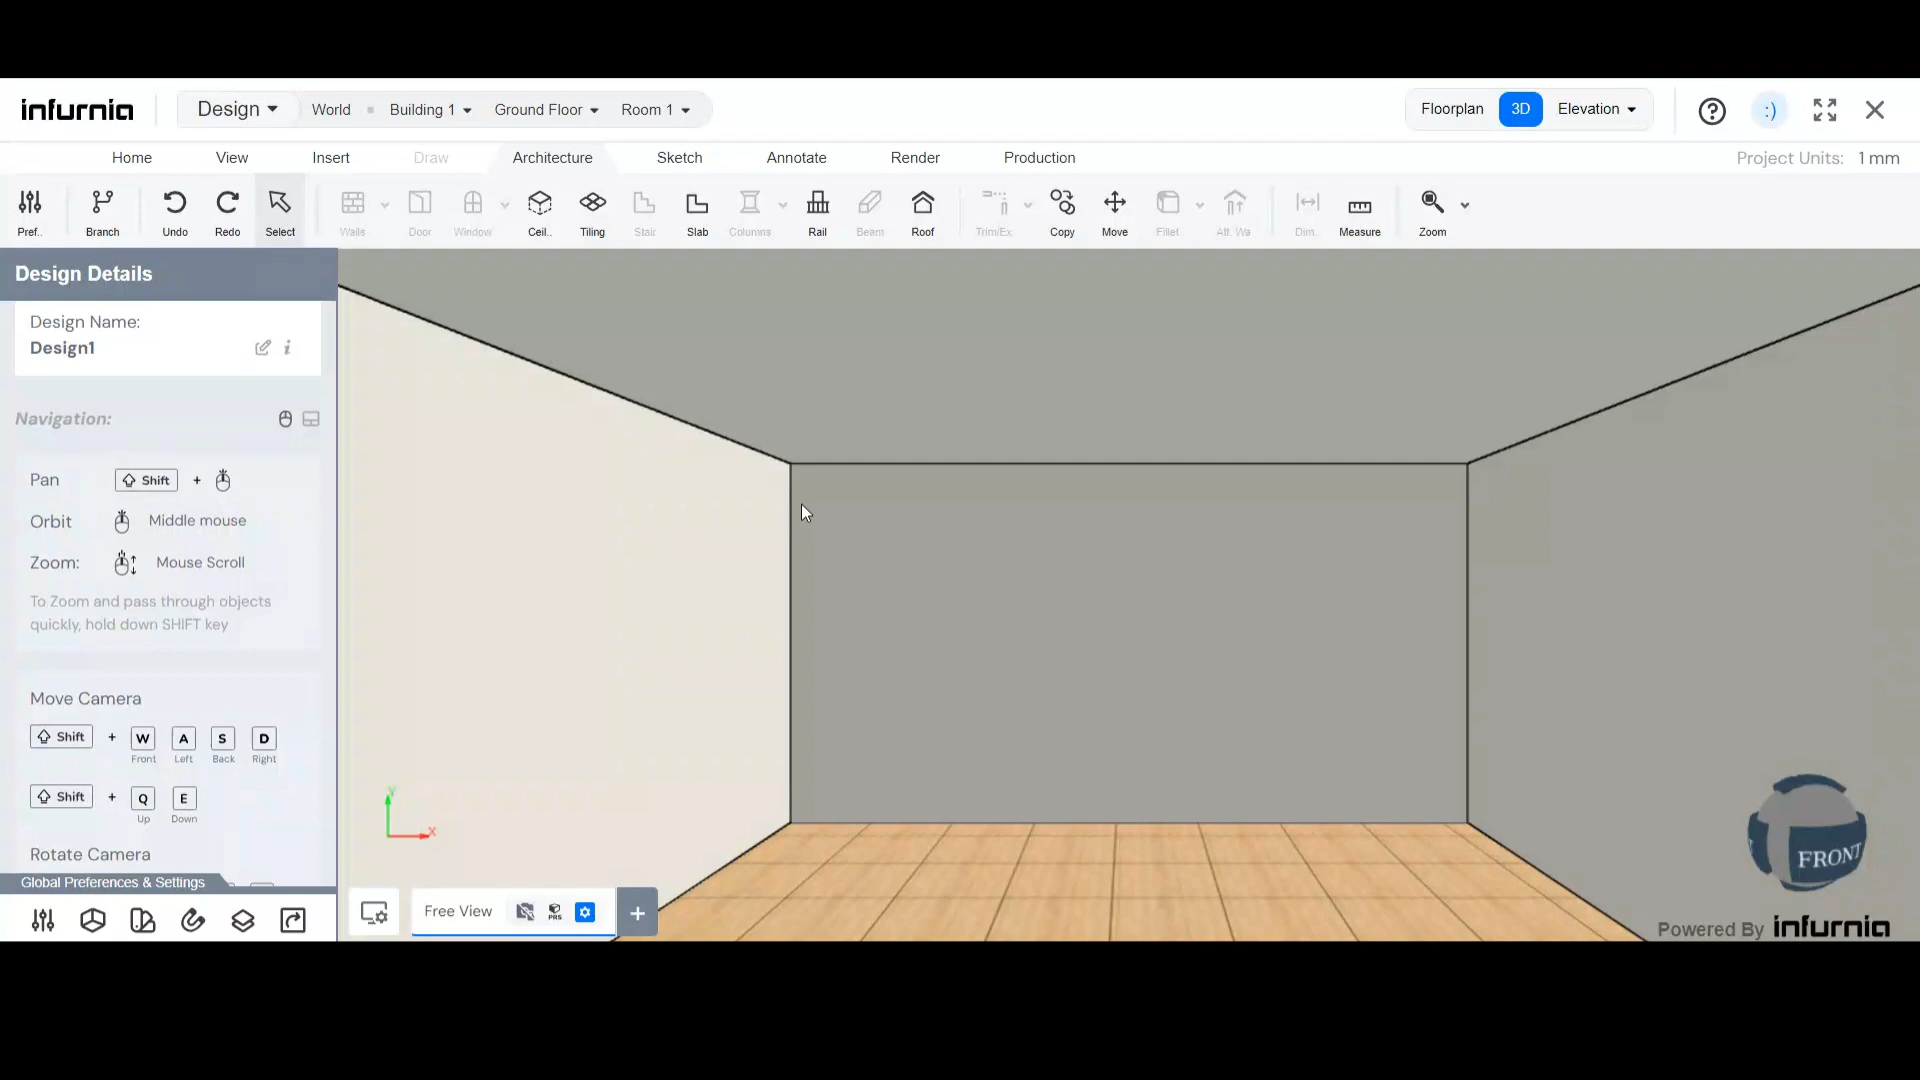 infurnia
Design
World
Building 1
Ground Floor
Room 1
Floorplan
3D
Elevation
:)
Home
View
Insert
Draw
Architecture
Sketch
Annotate
Render
Production
Project Units: 1 mm
Pref..
Branch
Undo
Redo
Select
Walls
Door
Window
Ceil..
Tiling
Stair
Slab
Columns
Rail
Beam
Roof
Trim/Ex.
Copy
Move
Fillet
Att. Wa
Dim.
Measure
Zoom
Design Details
Design Name:
Design1
i
Navigation:
Pan
Shift +
Orbit
Middle mouse
Zoom:
Mouse Scroll
To Zoom and pass through objects
quickly, hold down SHIFT key
Move Camera
Shift + W A S D
Front Left Back Right
Shift + Q E
Up Down
Rotate Camera
Global Preferences & Settings
Y
X
Free View
PRS
+
FRONT
Powered By infurnia